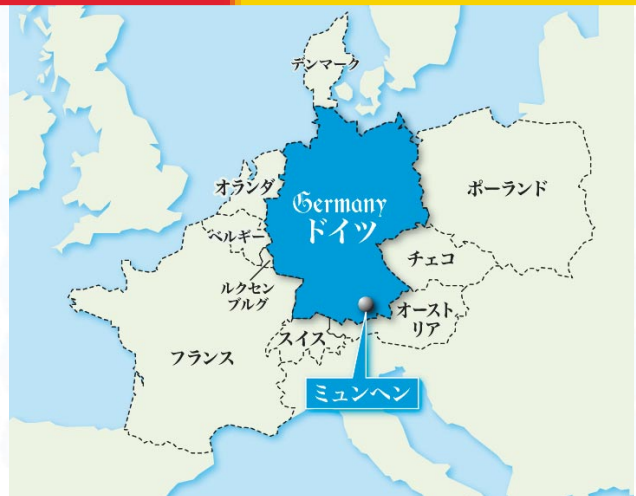 デンマーク
オランダ
Germany
ドイツ
ポーランド
ベルギー
チェコ
ルクセン
ブルグ
オースト
リア
スイス
フランス
ミュンヘン